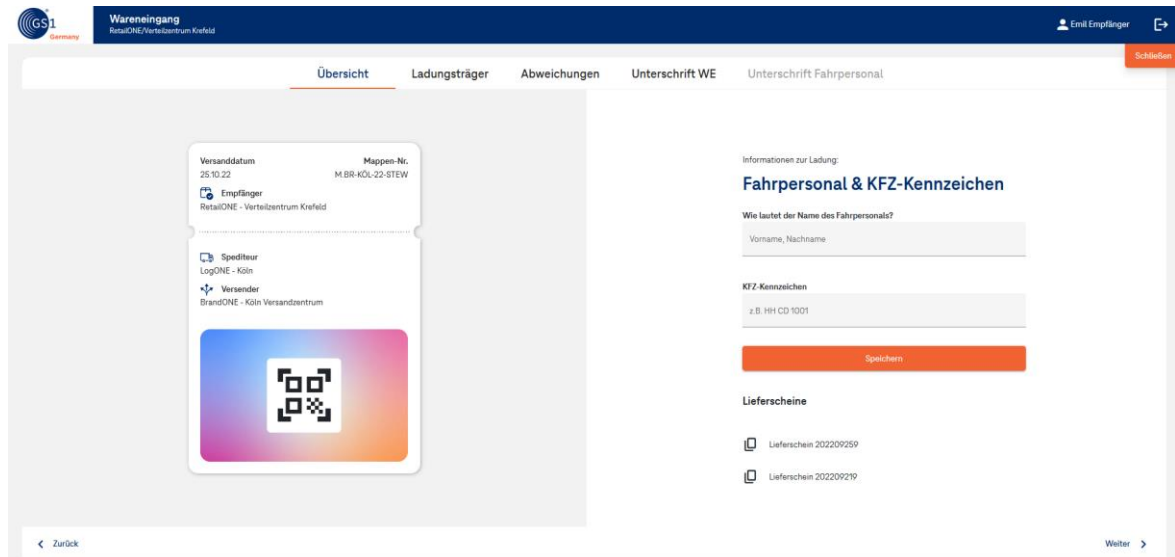 GS1
Germany
Wareneingang
RetailONE/Verteilzentrum Krefeld
Emil Empfänger
Schließen
Übersicht
Ladungsträger
Abweichungen
Unterschrift WE
Unterschrift Fahrpersonal
Versanddatum
Mappen-Nr.
25.10.22
M.BR-KÖL-22-STEW
Empfänger
RetailONE - Verteilzentrum Krefeld
Spediteur
LogONE - Köln
Versender
BrandONE - Köln Versandzentrum
Informationen zur Ladung:
Fahrpersonal & KFZ-Kennzeichen
Wie lautet der Name des Fahrpersonals?
Vorname, Nachname
KFZ-Kennzeichen
z.B. HH CD 1001
Speichern
Lieferscheine
Lieferschein 202209259
Lieferschein 202209219
Zurück
Weiter